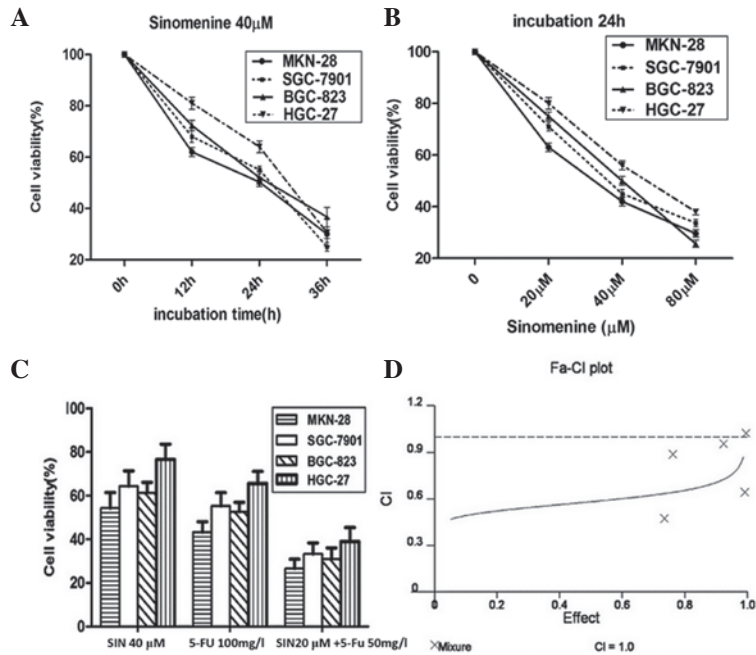 A
Sinomenine 40μM
MKN-28
SGC-7901
BGC-823
HGC-27
Cell viability(%)
100
80
60
40
20
0h
12h
24h
36h
incubation time(h)
B
incubation 24h
MKN-28
SGC-7901
BGC-823
HGC-27
Cell viability(%)
100
80
60
40
20
0
20μM
40μM
80μM
Sinomenine (μM)
C
MKN-28
SGC-7901
BGC-823
HGC-27
Cell viability(%)
100
80
60
40
20
0
SIN 40 μM
5-FU 100mg/l
SIN20 μM +5-Fu 50mg/l
D
Fa-CI plot
CI
1.2
0.9
0.6
0.3
0
0
0.2
0.4
0.6
0.8
1.0
Effect
Mixure
CI = 1.0